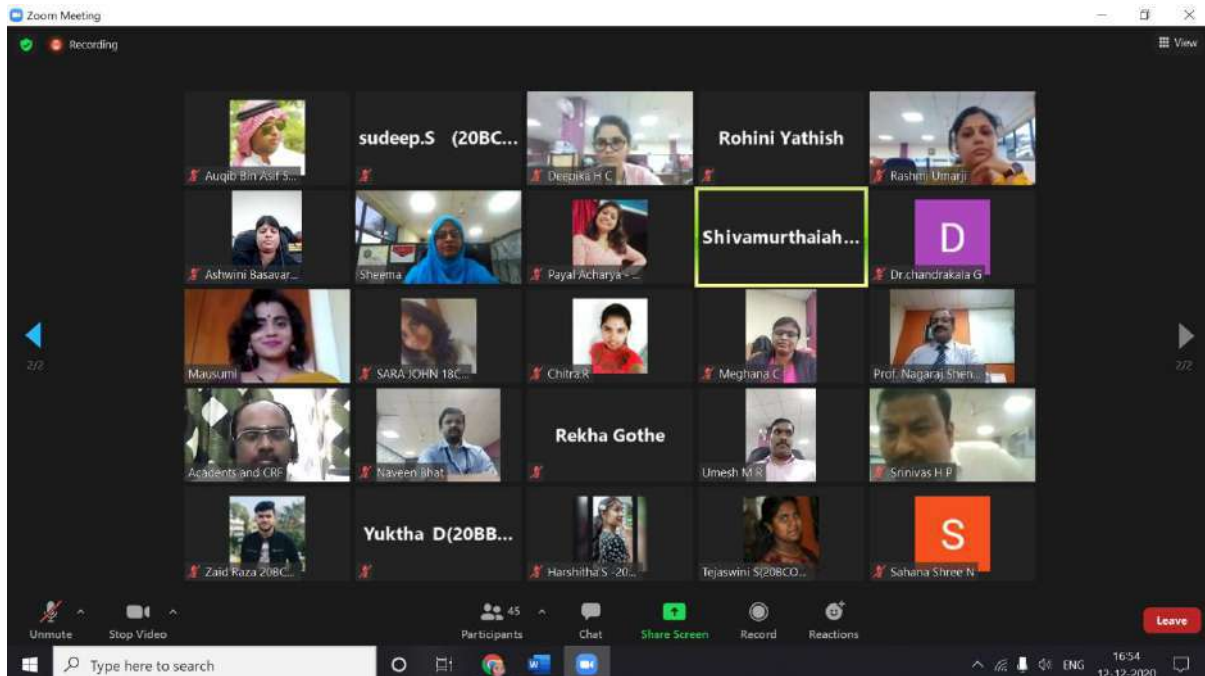 Zoom Meeting
Recording
View
Auqib Bin Asif S...
sudeep.S (20BC...
Deepika H C
Rohini Yathish
Rashmi Umarji
Ashwini Basavar...
Sheema
Payal Acharya - ...
Shivamurthaiah...
D
Dr.chandrakala G
Mausumi
SARA JOHN 18C...
Chitra.R
Meghana C
Prof. Nagaraj Shen...
2/2
2/2
Acadents and CRF
Naveen Bhat
Rekha Gothe
Umesh M R
Srinivas H P
Zaid Raza 20BC...
Yuktha D(20BB...
Harshitha S -20...
Tejaswini S(20BCO...
S
Sahana Shree N
Unmute
Stop Video
45
Participants
Chat
Share Screen
Record
Reactions
Leave
Type here to search
W
ENG
16:54
12-12-2020